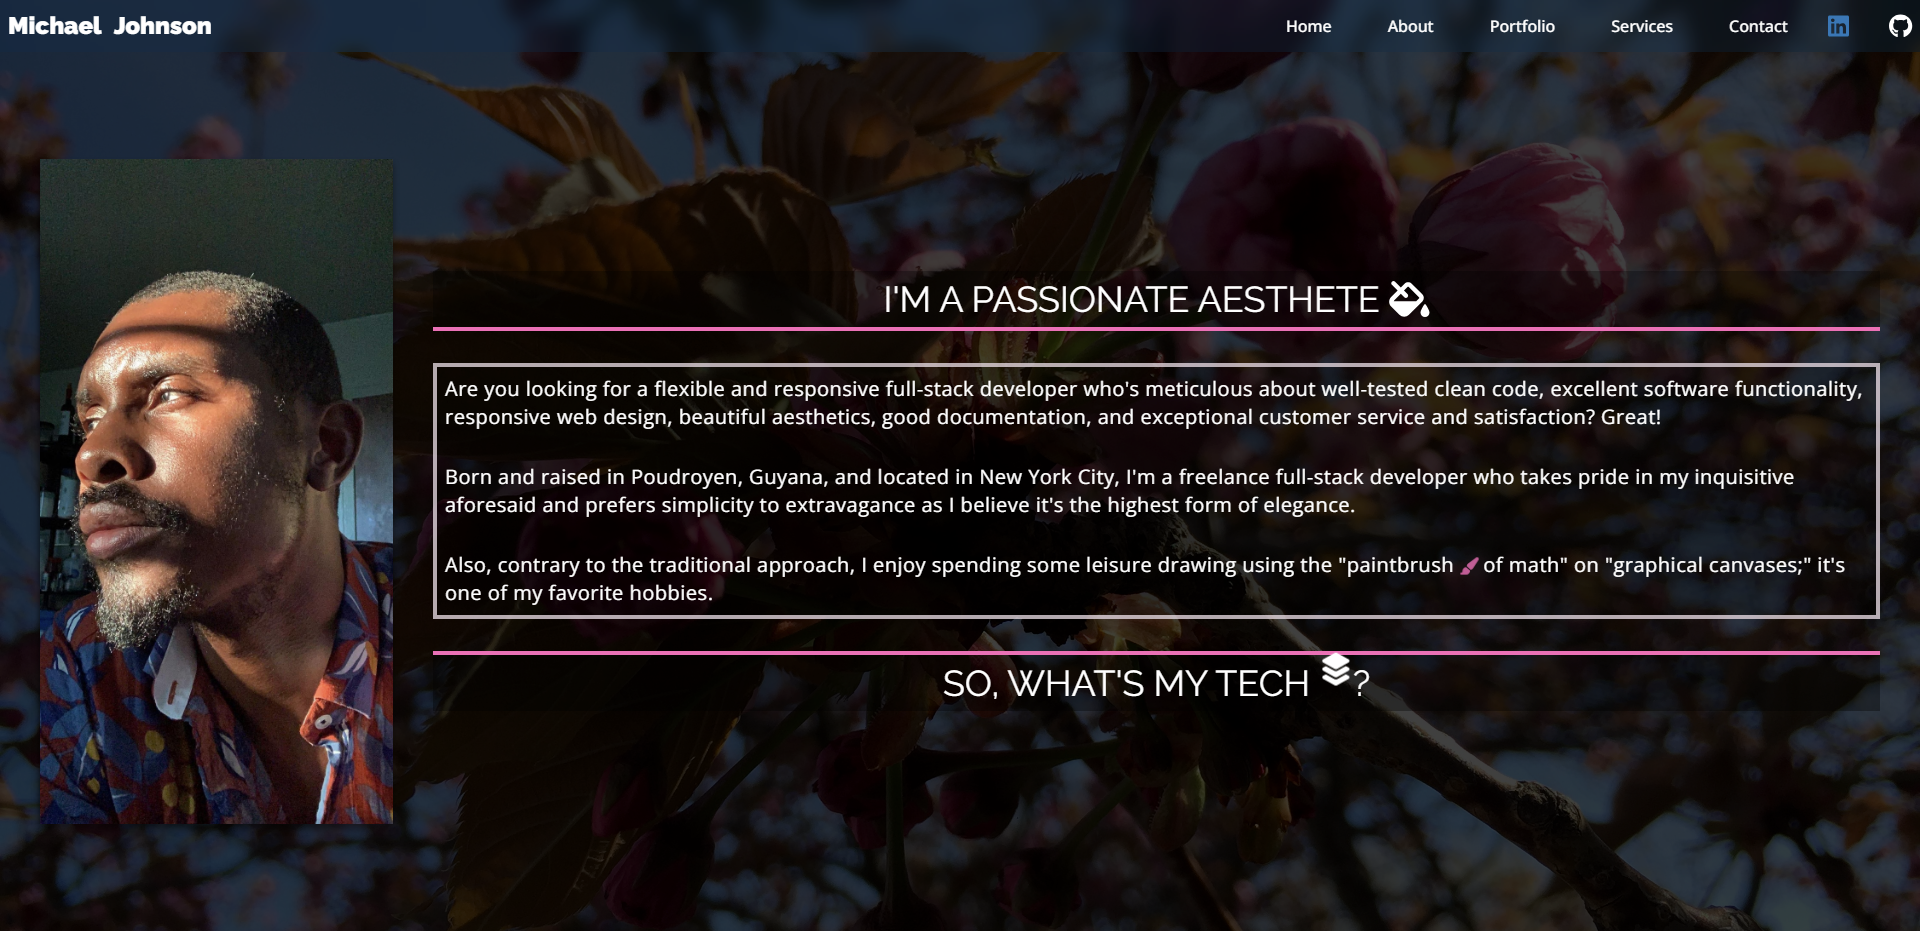 Michael Johnson
Home About Portfolio Services Contact in
I'M A PASSIONATE AESTHETE
Are you looking for a flexible and responsive full-stack developer who's meticulous about well-tested clean code, excellent software functionality,
responsive web design, beautiful aesthetics, good documentation, and exceptional customer service and satisfaction? Great!
Born and raised in Poudroyen, Guyana, and located in New York City, I'm a freelance full-stack developer who takes pride in my inquisitive
aforesaid and prefers simplicity to extravagance as I believe it's the highest form of elegance.
Also, contrary to the traditional approach, I enjoy spending some leisure drawing using the "paintbrush of math" on "graphical canvases;" it's
one of my favorite hobbies.
SO, WHAT'S MY TECH ?